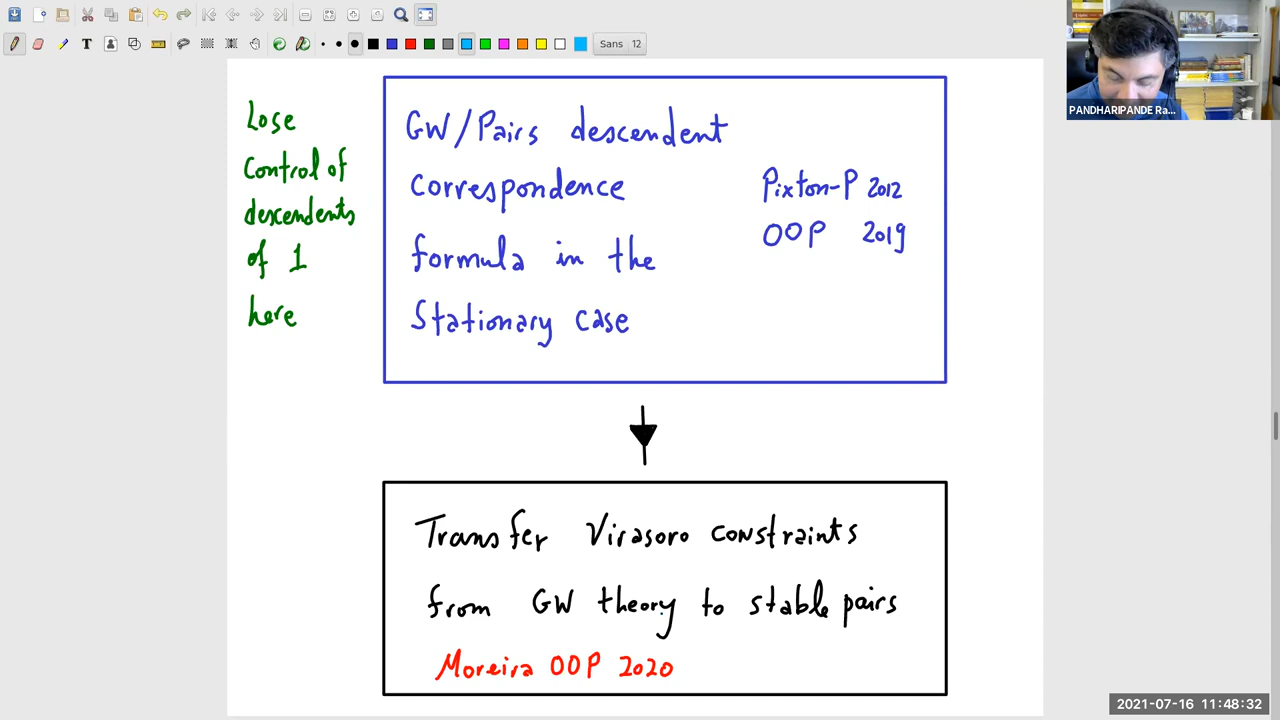 Sans 12
PANDHARIPANDE Ra...
Lose
Control of
descendents
of 1
here
GW/Pairs descendent
correspondence
formula in the
Stationary case
Pixton-P 2012
OOP 2019
Transfer Virasoro constraints
from GW theory to stable pairs
Moreira OOP 2020
2021-07-16 11:48:32